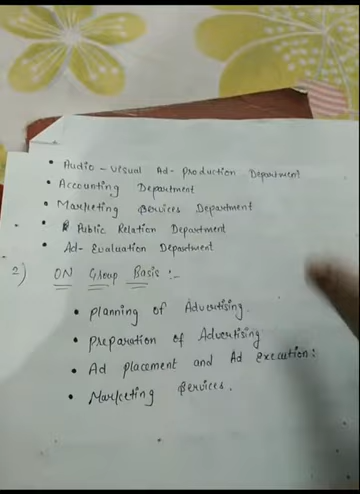 • Audio - Visual Ad- Production Department
• Accounting Department
• Marketing Services Department
• Public Relation Department
• Ad- Evaluation Department
2) ON Group Basis :-
• Planning of Advertising.
• Preparation of Advertising
• Ad placement and Ad execution:
• Marketing Services.